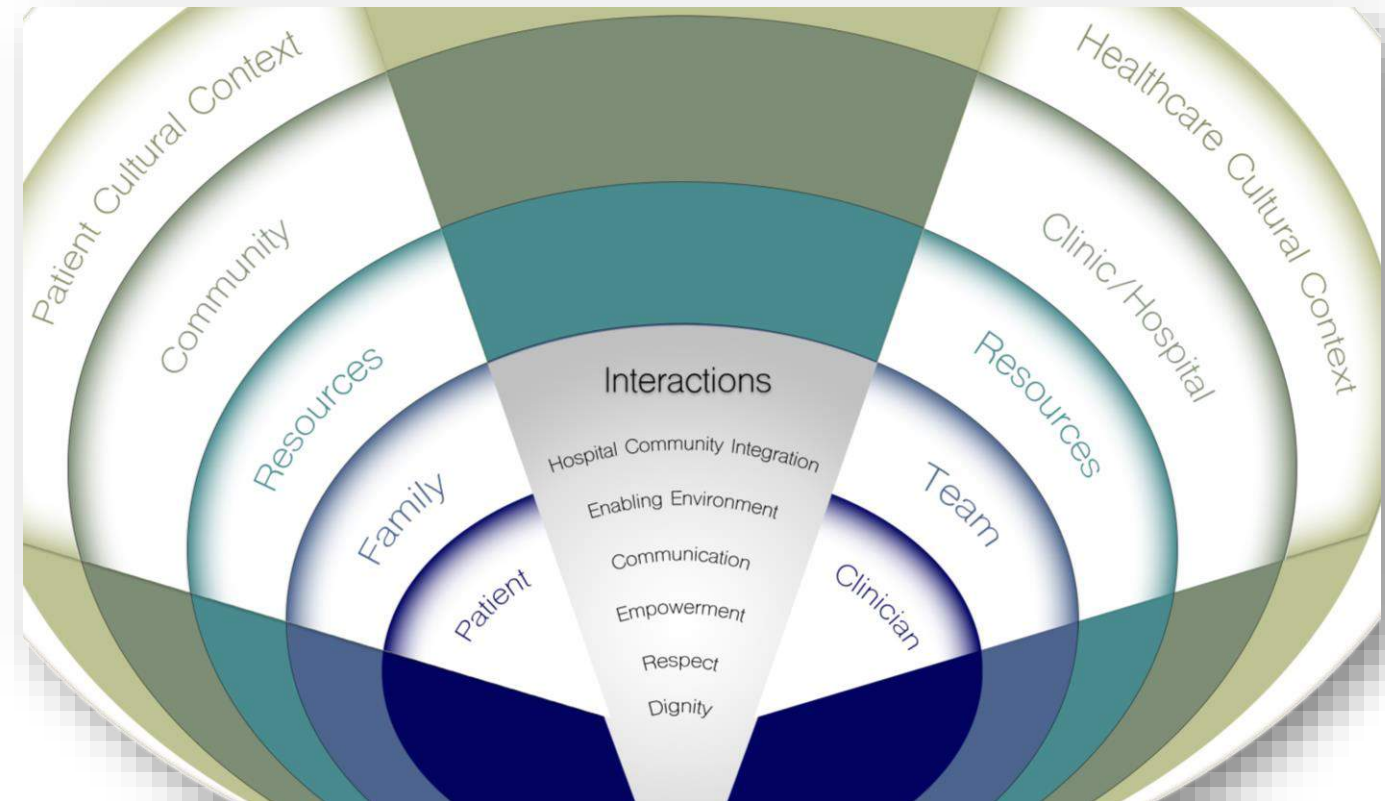 Patient Cultural Context
Community
Resources
Family
Patient
Interactions
Hospital Community Integration
Enabling Environment
Communication
Empowerment
Respect
Dignity
Healthcare Cultural Context
Clinic/Hospital
Resources
Team
Clinician